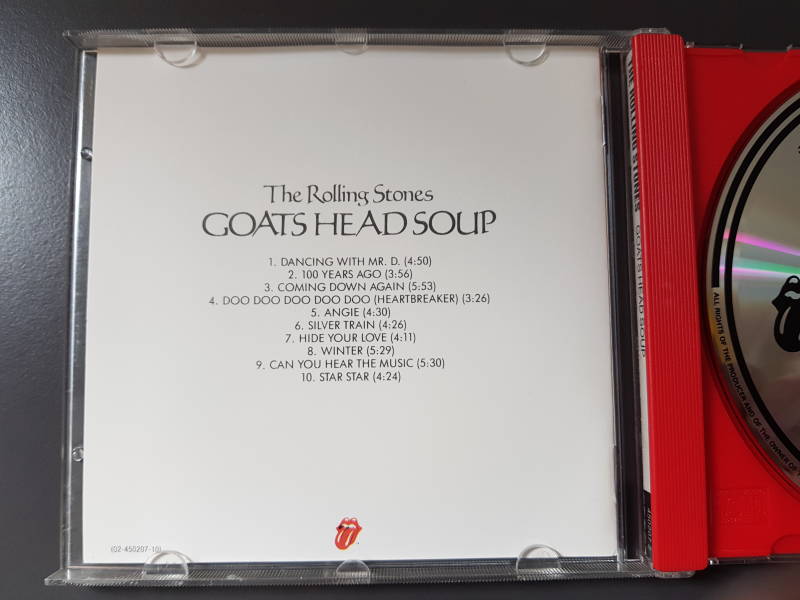 The Rolling Stones
GOATS HEAD SOUP
1. DANCING WITH MR. D. (4:50)
2. 100 YEARS AGO (3:56)
3. COMING DOWN AGAIN (5:53)
4. DOO DOO DOO DOO DOO (HEARTBREAKER) (3:26)
5. ANGIE (4:30)
6. SILVER TRAIN (4:26)
7. HIDE YOUR LOVE (4:11)
8. WINTER (5:29)
9. CAN YOU HEAR THE MUSIC (5:30)
10. STAR STAR (4:24)
(02-450207-10)
THE ROLLING STONES
GOATS HEAD SOUP
ALL RIGHTS OF THE PRODUCER AND OF THE OWNER OF